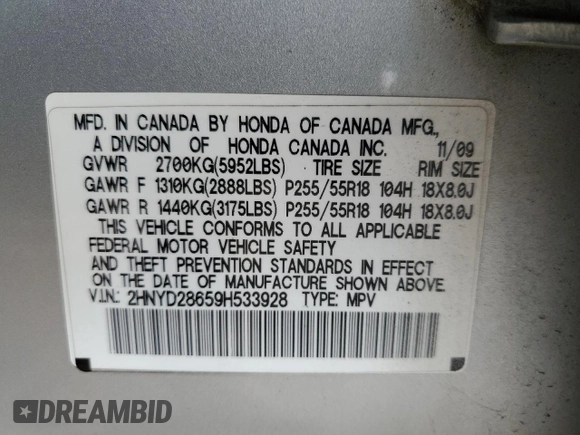 MFD. IN CANADA BY HONDA OF CANADA MFG.,
A DIVISION OF HONDA CANADA INC. 11/09
GVWR 2700KG(5952LBS) TIRE SIZE RIM SIZE
GAWR F 1310KG(2888LBS) P255/55R18 104H 18X8.0J
GAWR R 1440KG(3175LBS) P255/55R18 104H 18X8.0J
THIS VEHICLE CONFORMS TO ALL APPLICABLE
FEDERAL MOTOR VEHICLE SAFETY
AND THEFT PREVENTION STANDARDS IN EFFECT
ON THE DATE OF MANUFACTURE SHOWN ABOVE.
V.I.N.: 2HNYD28659H533928 TYPE: MPV
DREAMBID